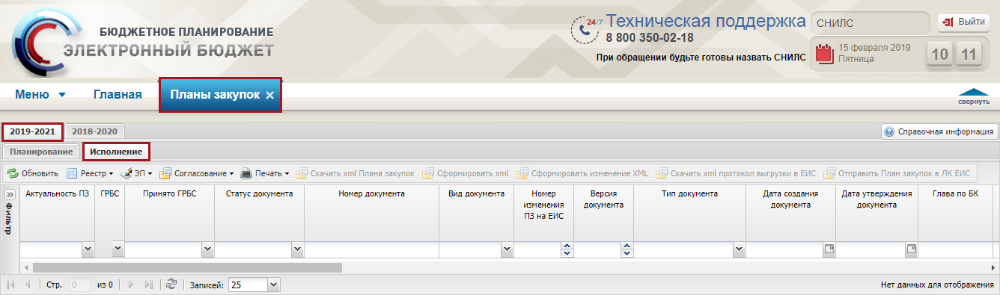 БЮДЖЕТНОЕ ПЛАНИРОВАНИЕ
ЭЛЕКТРОННЫЙ БЮДЖЕТ
24/7 Техническая поддержка
8 800 350-02-18
При обращении будьте готовы назвать СНИЛС
СНИЛС
Выйти
15 февраля 2019
Пятница
10 11
Меню Главная Планы закупок
свернуть
2019-2021 2018-2020 Справочная информация
Планирование Исполнение
Обновить Реестр ЭП Согласование Печать Скачать xml Плана закупок Сформировать xml Сформировать изменение XML Скачать xml протокол выгрузки в ЕИС Отправить План закупок в ЛК ЕИС
Фильтр
Актуальность ПЗ
ГРБС
Принято ГРБС
Статус документа
Номер документа
Вид документа
Номер
изменения
ПЗ на ЕИС
Версия
документа
Тип документа
Дата создания
документа
Дата утверждения
документа
Глава по БК
Стр. 0 из 0 Записей: 25 Нет данных для отображения